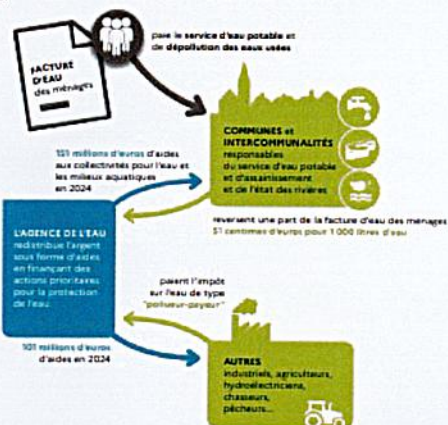 FACTURE
D'EAU
des ménages
paie le service d'eau potable et
de dépollution des eaux usées
COMMUNES et
INTERCOMMUNALITÉS
responsables
du service d'eau potable
et d'assainissement
et de l'état des rivières
151 millions d'euros d'aides
aux collectivités pour l'eau et
les milieux aquatiques
en 2024
reversent une part de la facture d'eau des ménages
51 centimes d'euros pour 1 000 litres d'eau
L'AGENCE DE L'EAU
redistribue l'argent
sous forme d'aides
en finançant des
actions prioritaires
pour la protection
de l'eau.
paient l'impôt
sur l'eau de type
"pollueur-payeur"
101 millions d'euros
d'aides en 2024
AUTRES
industriels, agriculteurs,
hydroélectriciens,
chasseurs,
pêcheurs...